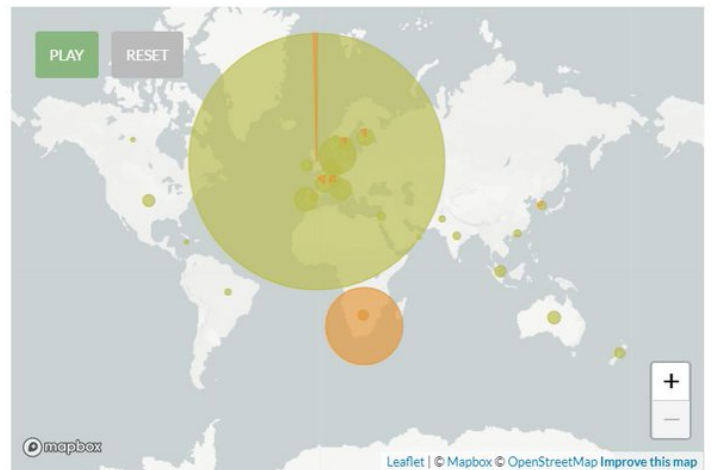 PLAY RESET
+
−
mapbox
Leaflet | © Mapbox © OpenStreetMap Improve this map